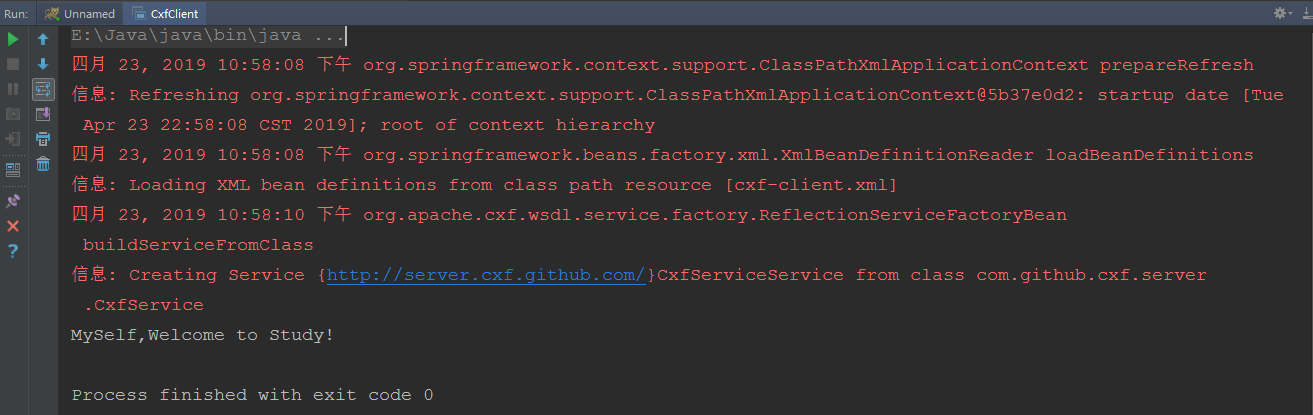 Run: Unnamed CxfClient
E:\Java\java\bin\java ...
四月 23, 2019 10:58:08 下午 org.springframework.context.support.ClassPathXmlApplicationContext prepareRefresh
信息: Refreshing org.springframework.context.support.ClassPathXmlApplicationContext@5b37e0d2: startup date [Tue
Apr 23 22:58:08 CST 2019]; root of context hierarchy
四月 23, 2019 10:58:08 下午 org.springframework.beans.factory.xml.XmlBeanDefinitionReader loadBeanDefinitions
信息: Loading XML bean definitions from class path resource [cxf-client.xml]
四月 23, 2019 10:58:10 下午 org.apache.cxf.wsdl.service.factory.ReflectionServiceFactoryBean
buildServiceFromClass
信息: Creating Service {http://server.cxf.github.com/}CxfServiceService from class com.github.cxf.server
.CxfService
MySelf,Welcome to Study!
Process finished with exit code 0